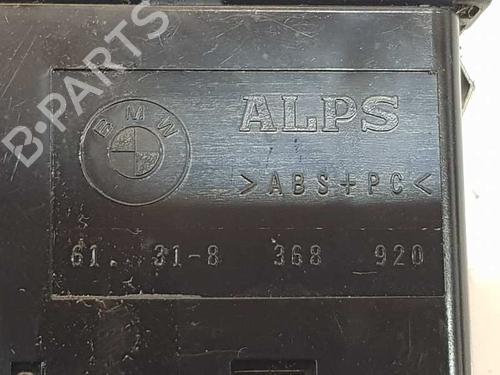 B-PARTS
BMW
ALPS
>ABS+PC<
61. 31-8 368 920